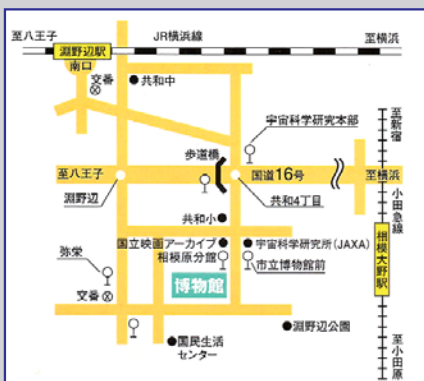 至八王子
JR横浜線
至横浜
淵野辺駅
南口
交番
共和中
宇宙科学研究本部
至新宿
歩道橋
至八王子
国道16号
至横浜
淵野辺
共和4丁目
小田急線
共和小
国立映画アーカイブ
相模原分館
宇宙科学研究所(JAXA)
市立博物館前
相模大野駅
弥栄
博物館
交番
淵野辺公園
国民生活
センター
至小田原